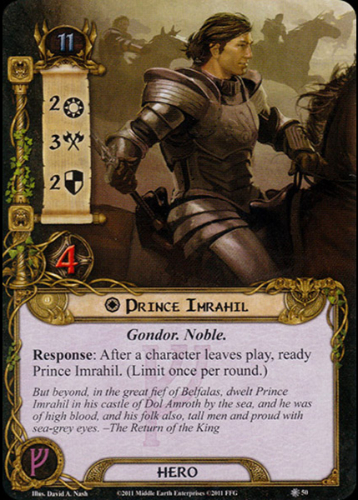 11
2
3
2
4
PRINCE IMRAHIL
Gondor. Noble.
Response: After a character leaves play, ready
Prince Imrahil. (Limit once per round.)
But beyond, in the great fief of Belfalas, dwelt Prince
Imrahil in his castle of Dol Amroth by the sea, and he was
of high blood, and his folk also, tall men and proud with
sea-grey eyes. –The Return of the King
HERO
Illus. David A. Nash ©2011 Middle Earth Enterprises ©2011 FFG 50